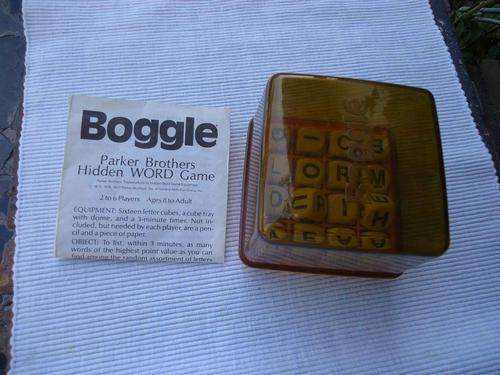 Boggle
Parker Brothers
Hidden WORD Game
2 to 6 Players Ages 8 to Adult
EQUIPMENT: Sixteen letter cubes, a cube tray
with dome, and a 3-minute timer. Not in-
cluded, but needed by each player, are a pen-
cil and a piece of paper.
OBJECT: To list, within 3 minutes, as many
words of the highest point value as you can
find among the random assortment of letters
Boggle
I C B
L O R M
P I H